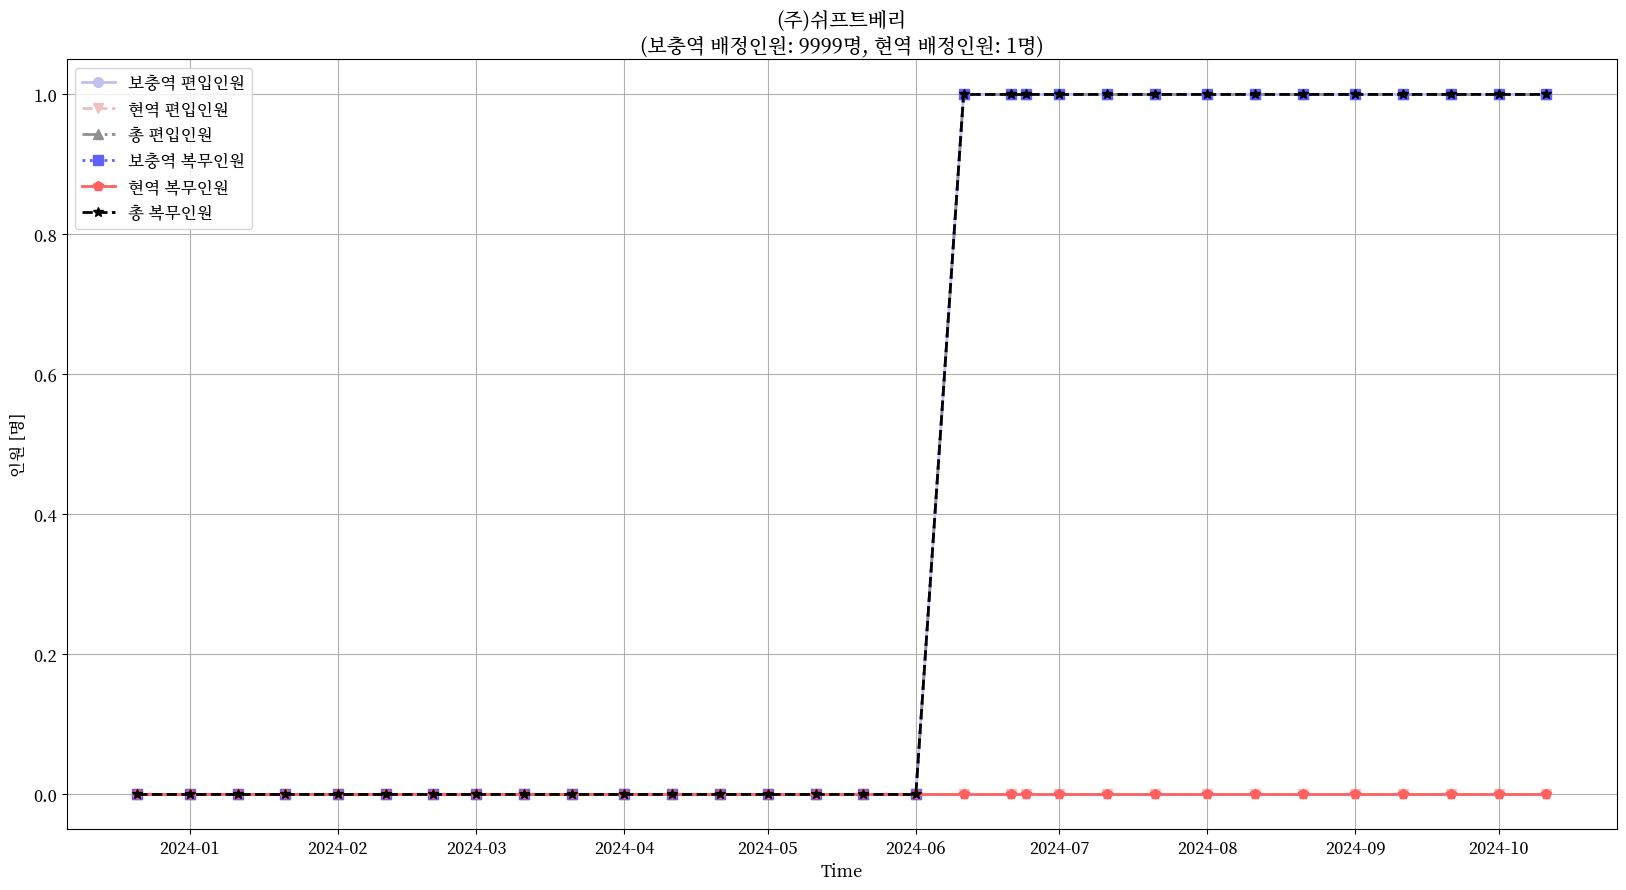 (주)쉬프트베리
(보충역 배정인원: 9999명, 현역 배정인원: 1명)
보충역 편입인원
현역 편입인원
총 편입인원
보충역 복무인원
현역 복무인원
총 복무인원
1.0
0.8
0.6
0.4
0.2
0.0
인원 [명]
2024-01
2024-02
2024-03
2024-04
2024-05
2024-06
2024-07
2024-08
2024-09
2024-10
Time